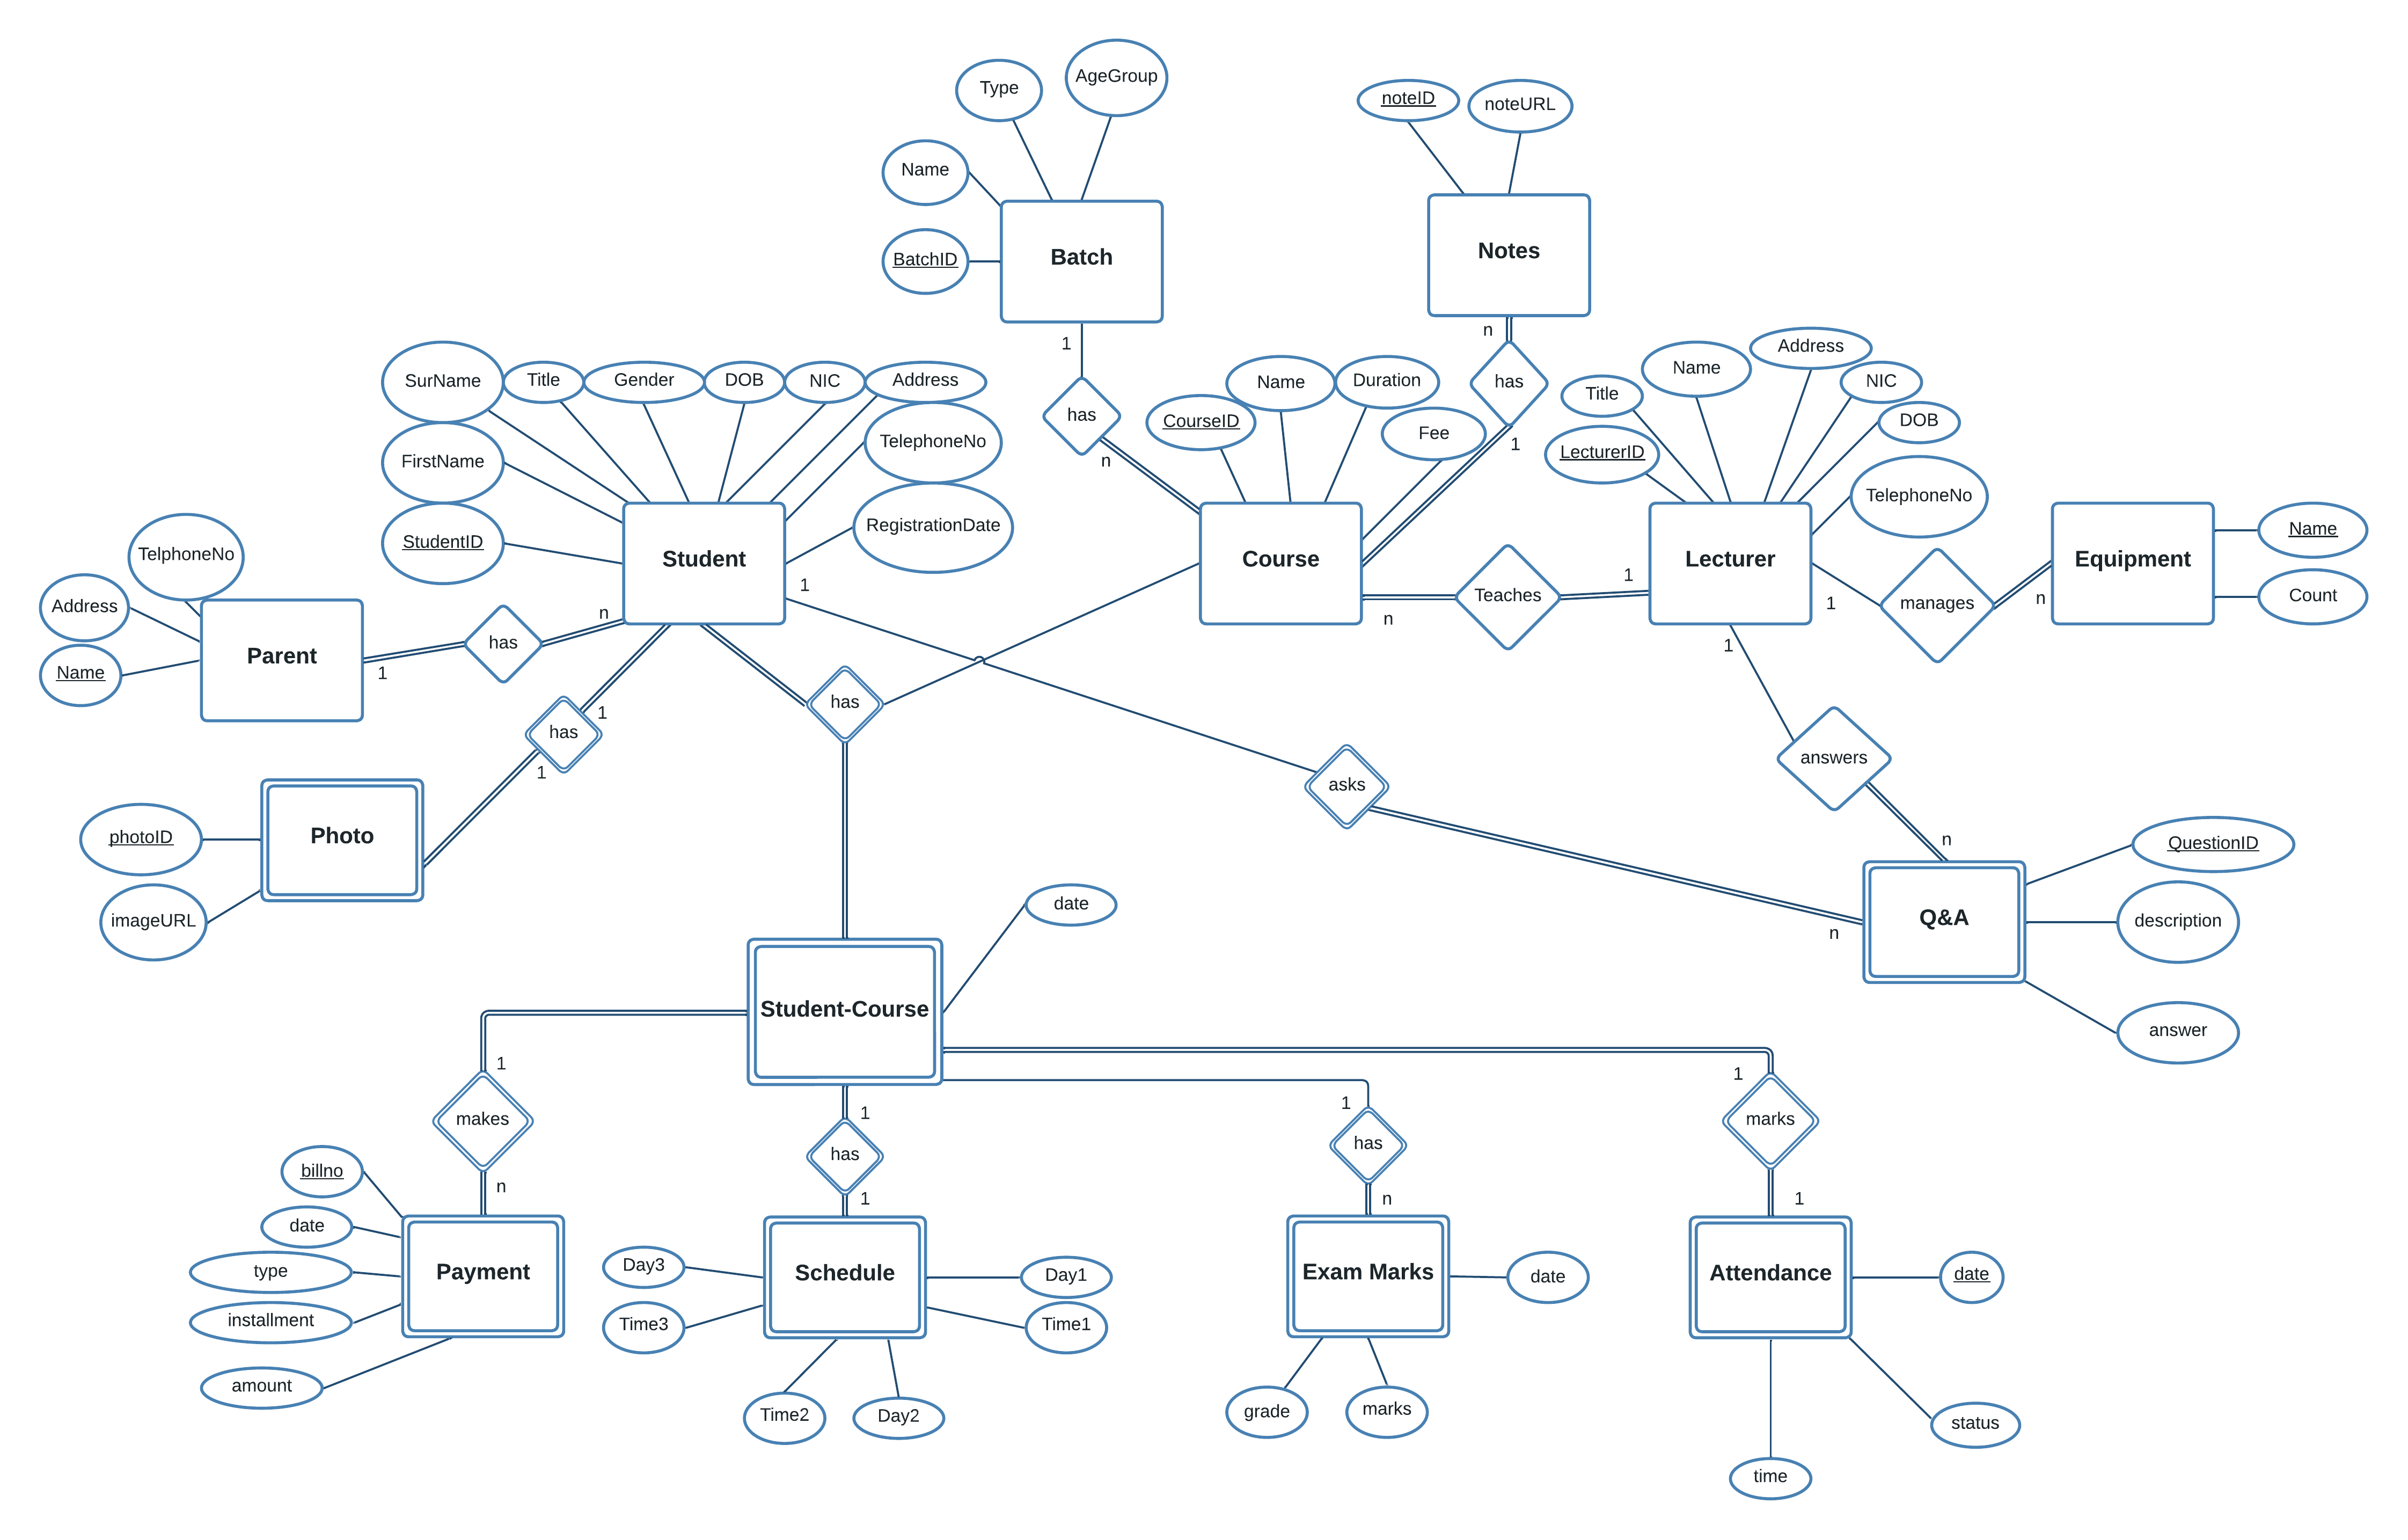 Type
AgeGroup
Name
BatchID
Batch
noteID
noteURL
Notes
1
has
n
n
has
1
SurName
Title
Gender
DOB
NIC
Address
FirstName
TelephoneNo
StudentID
RegistrationDate
Student
CourseID
Name
Duration
Fee
Course
Title
Name
Address
NIC
DOB
LecturerID
TelephoneNo
Lecturer
Equipment
Name
Count
TelphoneNo
Address
Name
Parent
1
has
n
1
n
Teaches
1
1
manages
n
has
1
1
has
asks
1
answers
n
n
Photo
photoID
imageURL
QuestionID
description
answer
Q&A
date
Student-Course
1
makes
n
1
has
1
1
has
n
1
marks
1
billno
date
type
installment
amount
Payment
Day3
Time3
Time2
Day2
Day1
Time1
Schedule
Exam Marks
date
grade
marks
Attendance
date
status
time